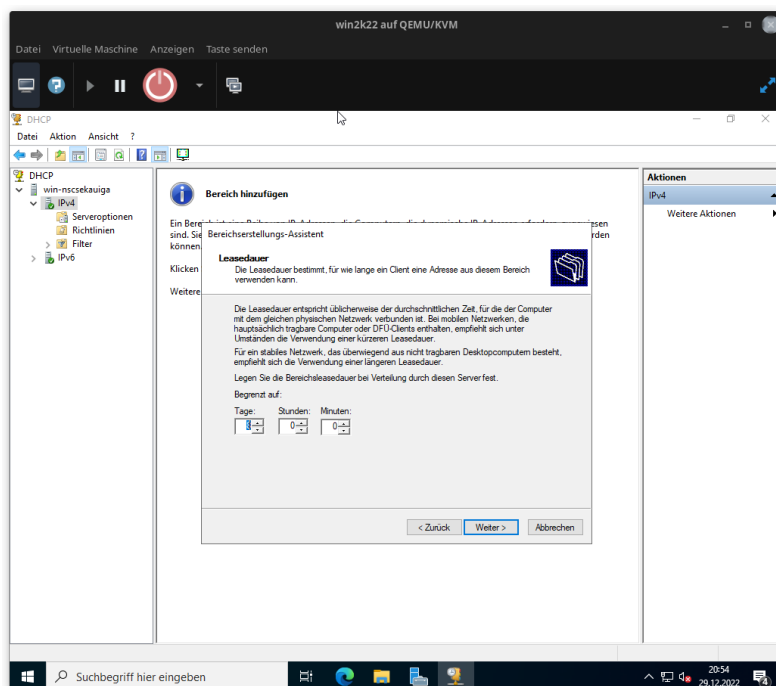 win2k22 auf QEMU/KVM
Datei Virtuelle Maschine Anzeigen Taste senden
DHCP
Datei Aktion Ansicht ?
DHCP
win-nscsekauiga
IPv4
Serveroptionen
Richtlinien
Filter
IPv6
Bereich hinzufügen
Klicken
Weitere
Bereichserstellungs-Assistent
Leasedauer
Die Leasedauer bestimmt, für wie lange ein Client eine Adresse aus diesem Bereich
verwenden kann.
Die Leasedauer entspricht üblicherweise der durchschnittlichen Zeit, für die der Computer
mit dem gleichen physischen Netzwerk verbunden ist. Bei mobilen Netzwerken, die
hauptsächlich tragbare Computer oder DFÜ-Clients enthalten, empfiehlt sich unter
Umständen die Verwendung einer kürzeren Leasedauer.
Für ein stabiles Netzwerk, das überwiegend aus nicht tragbaren Desktopcomputern besteht,
empfiehlt sich die Verwendung einer längeren Leasedauer.
Legen Sie die Bereichsleasedauer bei Verteilung durch diesen Server fest.
Begrenzt auf:
Tage: Stunden: Minuten:
0 0
< Zurück Weiter > Abbrechen
Aktionen
IPv4
Weitere Aktionen
Suchbegriff hier eingeben
20:54
29.12.2022
4